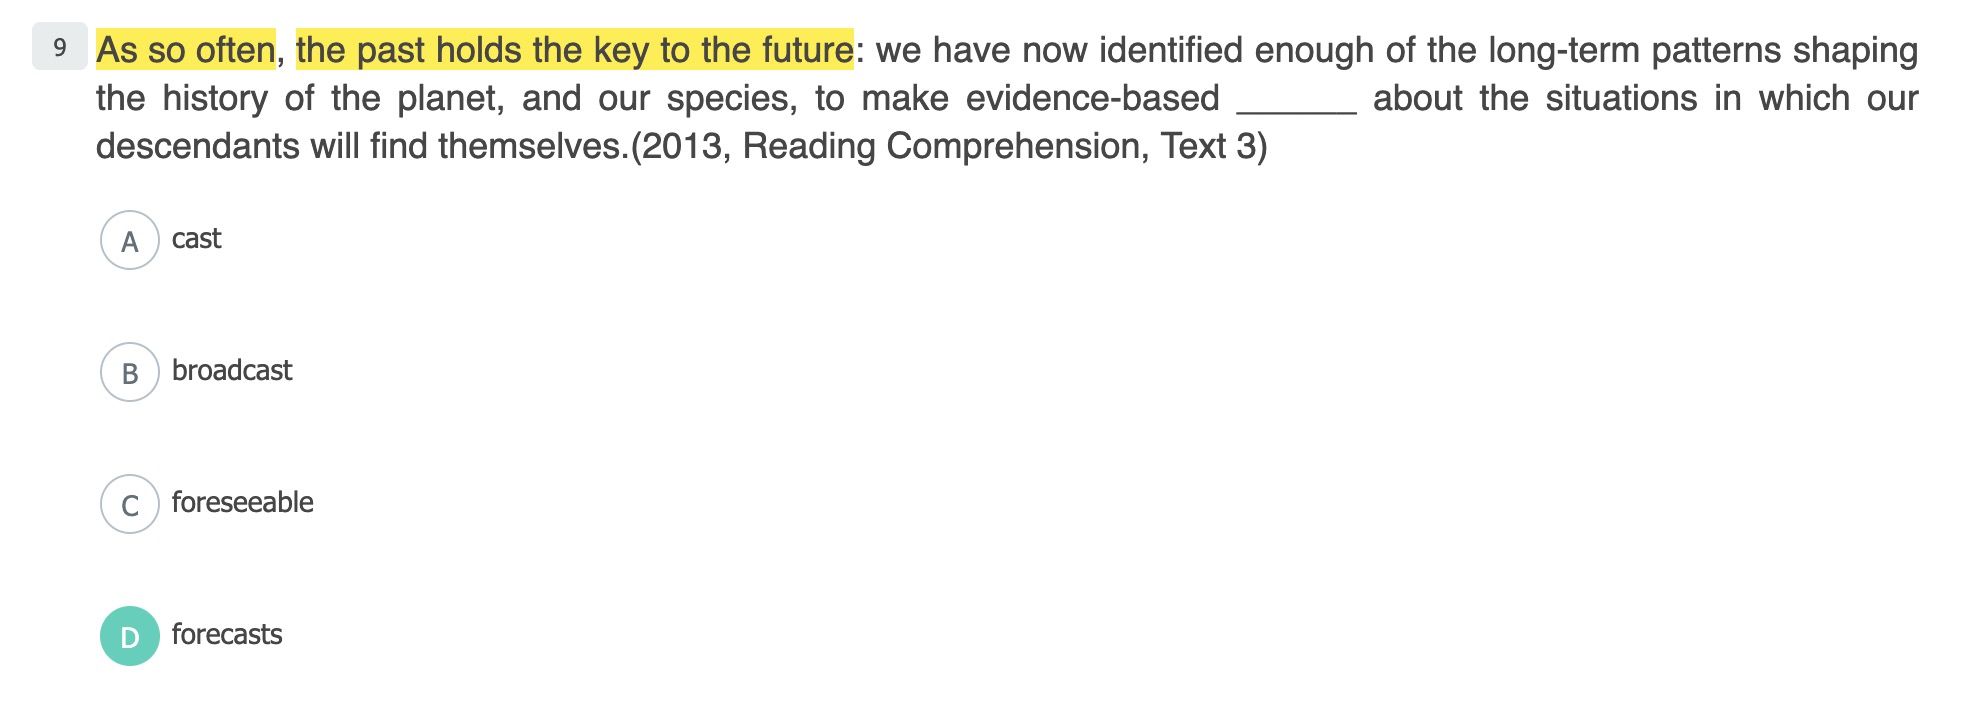 9 As so often, the past holds the key to the future: we have now identified enough of the long-term patterns shaping
the history of the planet, and our species, to make evidence-based ______ about the situations in which our
descendants will find themselves.(2013, Reading Comprehension, Text 3)
A cast
B broadcast
C foreseeable
D forecasts